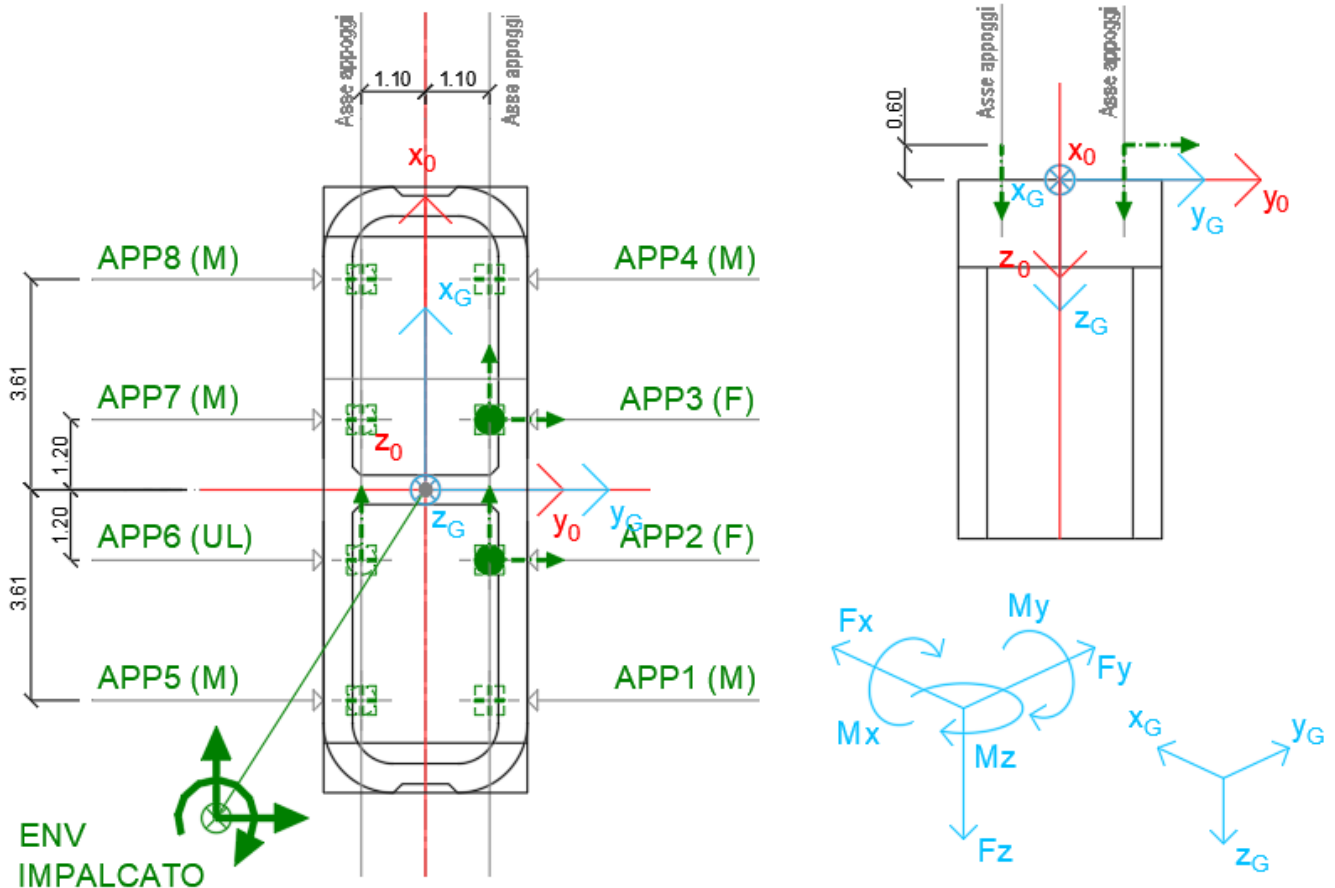 Asse appoggi
Asse appoggi
1.10
1.10
x0
APP8 (M)
APP4 (M)
xG
3.61
APP7 (M)
APP3 (F)
1.20
z0
zG
y0
yG
1.20
APP6 (UL)
APP2 (F)
3.61
APP5 (M)
APP1 (M)
ENV
IMPALCATO
Asse appoggi
Asse appoggi
0.60
x0
xG
yG
y0
z0
zG
Fx
My
Fy
Mx
Mz
Fz
xG
yG
zG